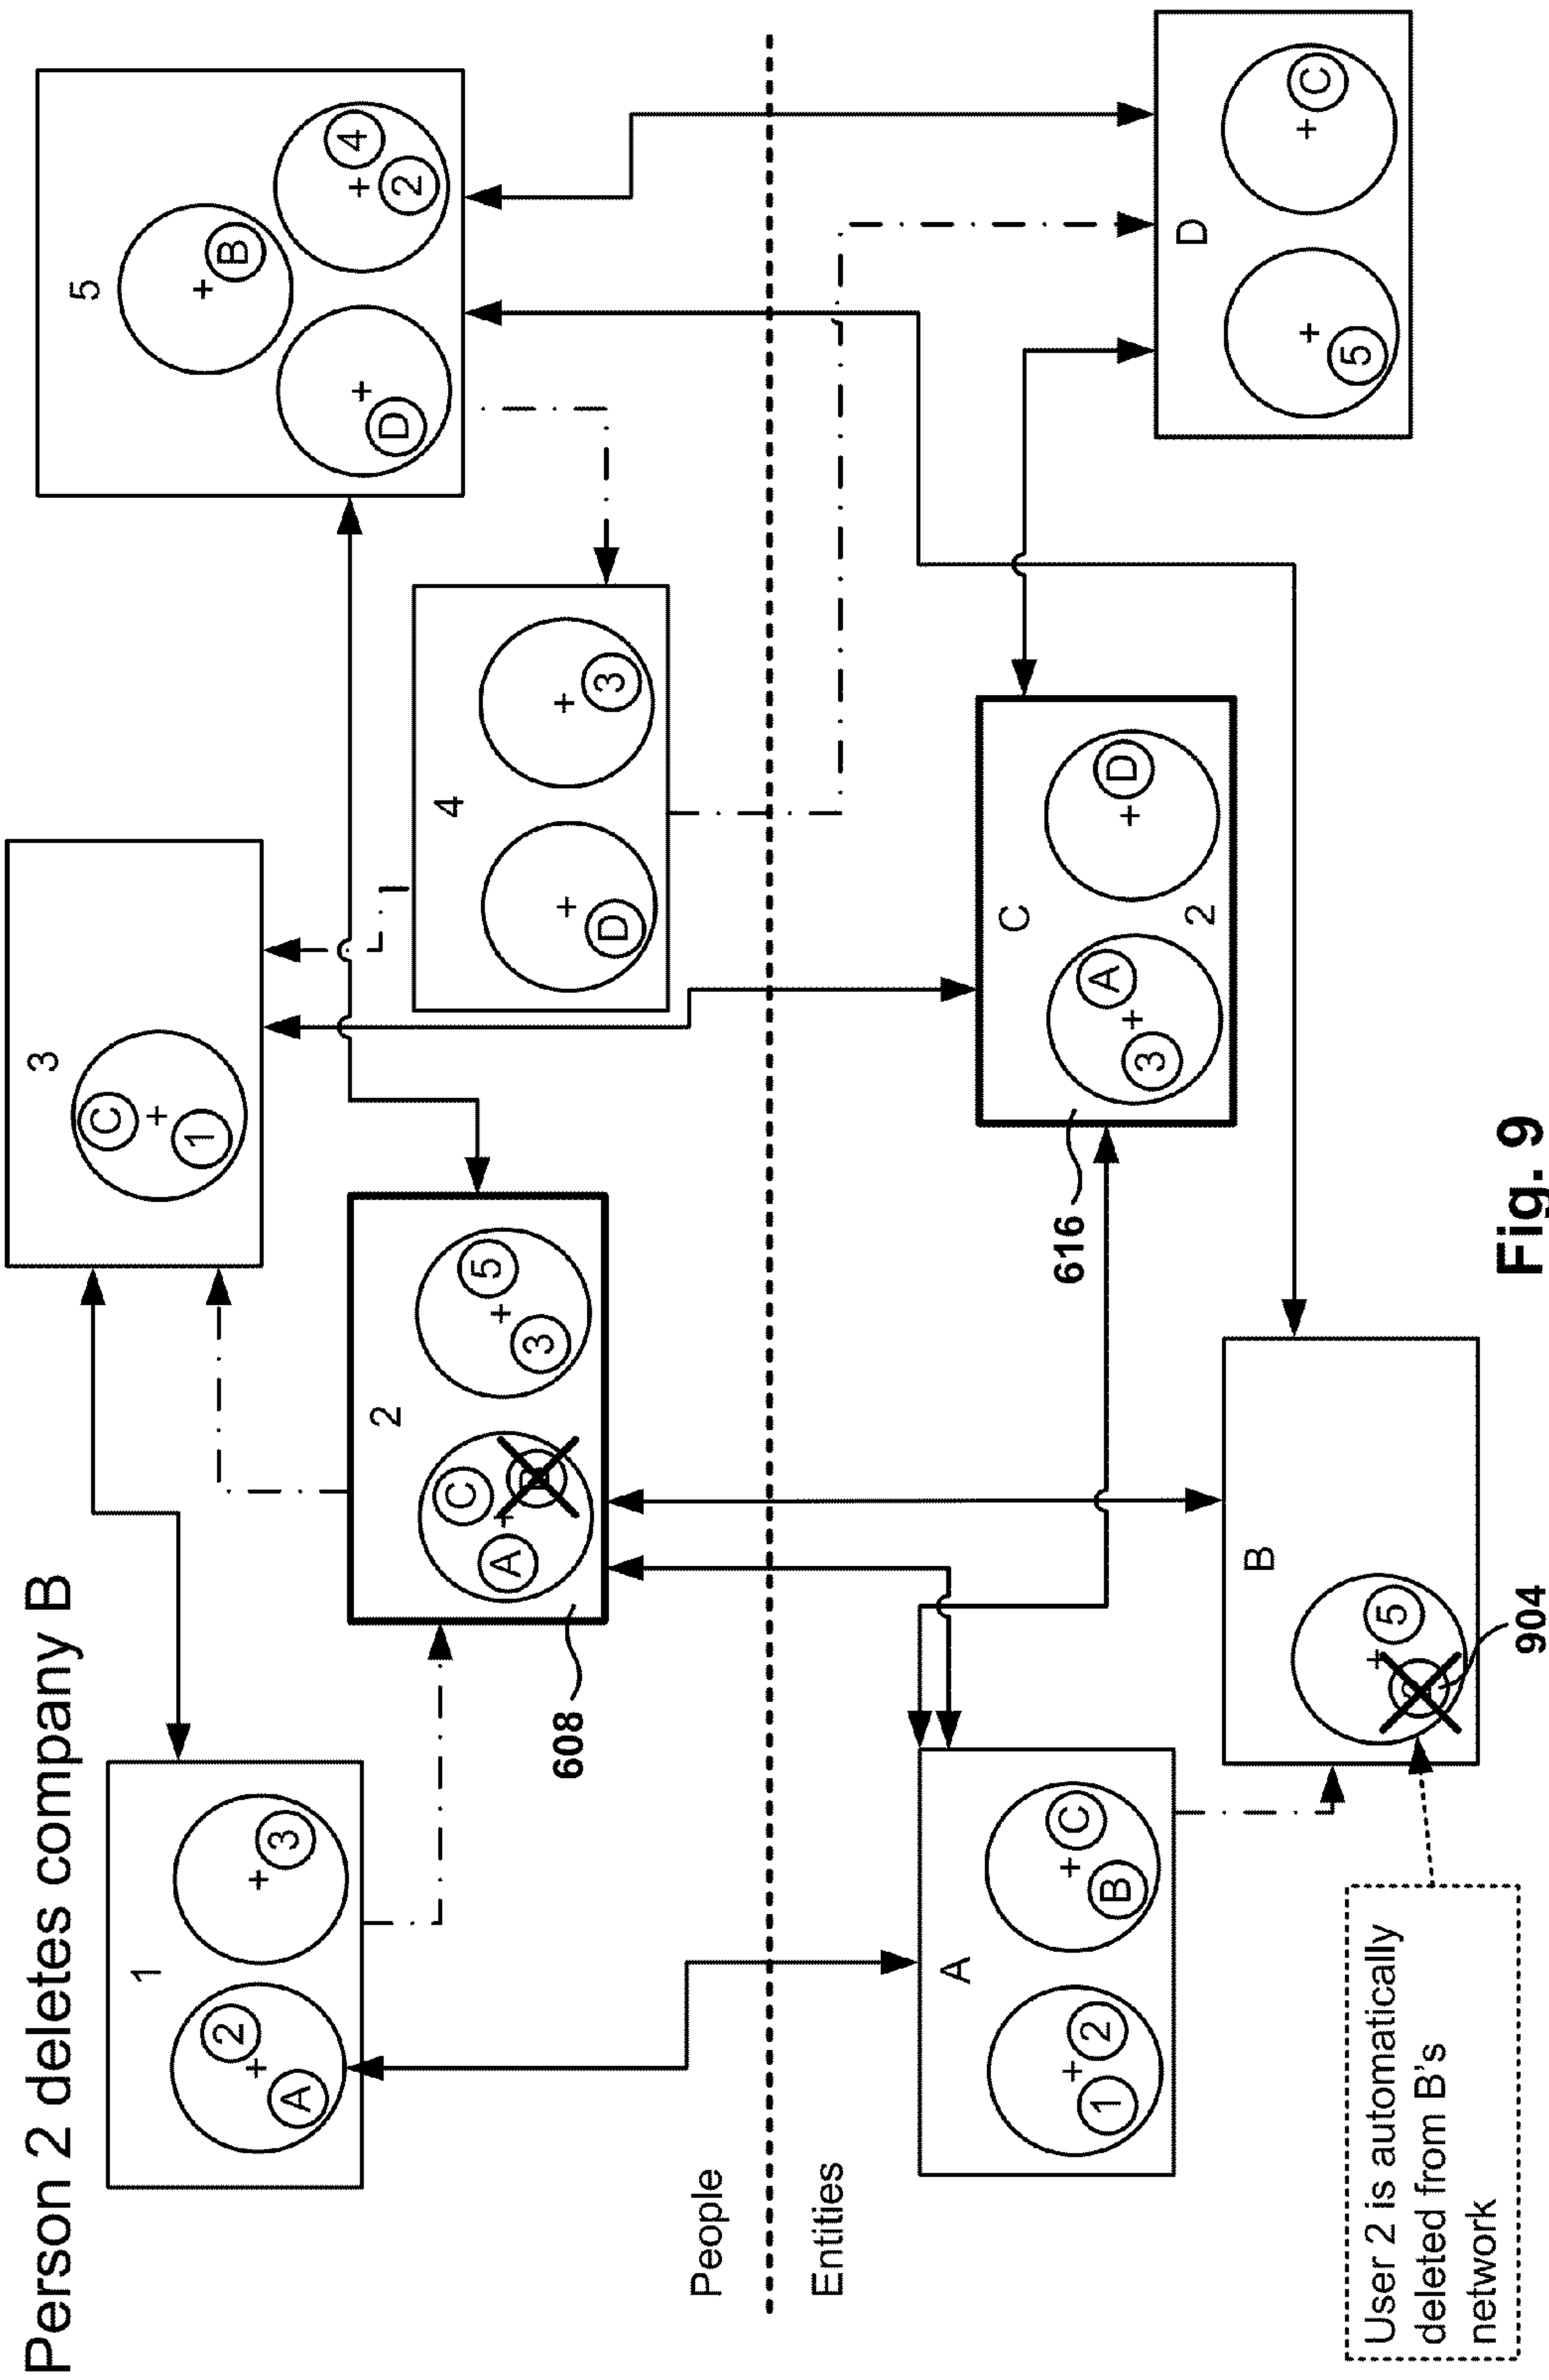 Person 2 deletes company B
1
2
A
3
3
C
1
5
B
D
4
2
2
A
C
5
3
608
4
D
3
People
Entities
A
1
2
B
C
C
3
A
D
2
616
D
5
C
B
5
904
User 2 is automatically
deleted from B's
network
Fig. 9